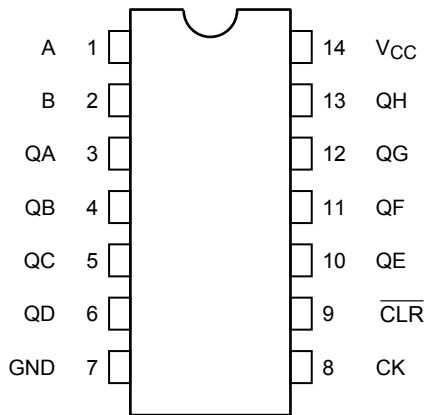 A 1 14 VCC
B 2 13 QH
QA 3 12 QG
QB 4 11 QF
QC 5 10 QE
QD 6 9 C̅L̅R̅
GND 7 8 CK